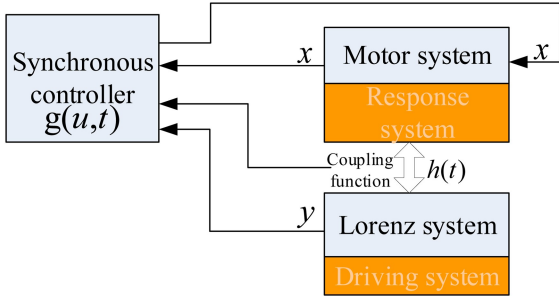 Synchronous
controller
g(u,t)
x
Motor system
x
Response
system
Coupling
function
h(t)
y
Lorenz system
Driving system